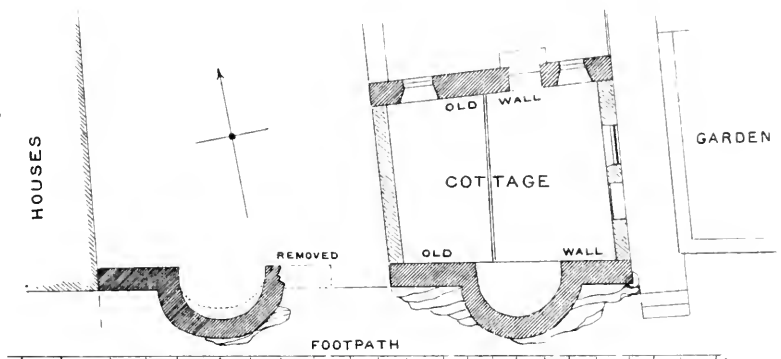 HOUSES
OLD WALL
COTTAGE
GARDEN
REMOVED
OLD WALL
FOOTPATH